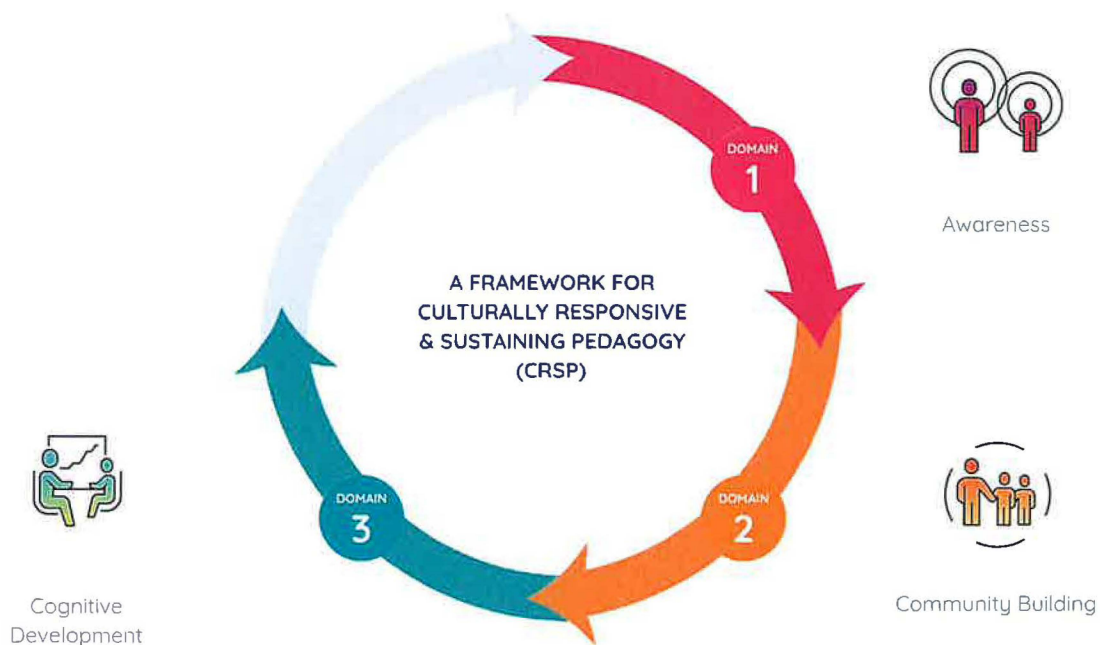 DOMAIN
1
Awareness
A FRAMEWORK FOR
CULTURALLY RESPONSIVE
& SUSTAINING PEDAGOGY
(CRSP)
DOMAIN
2
Community Building
DOMAIN
3
Cognitive
Development